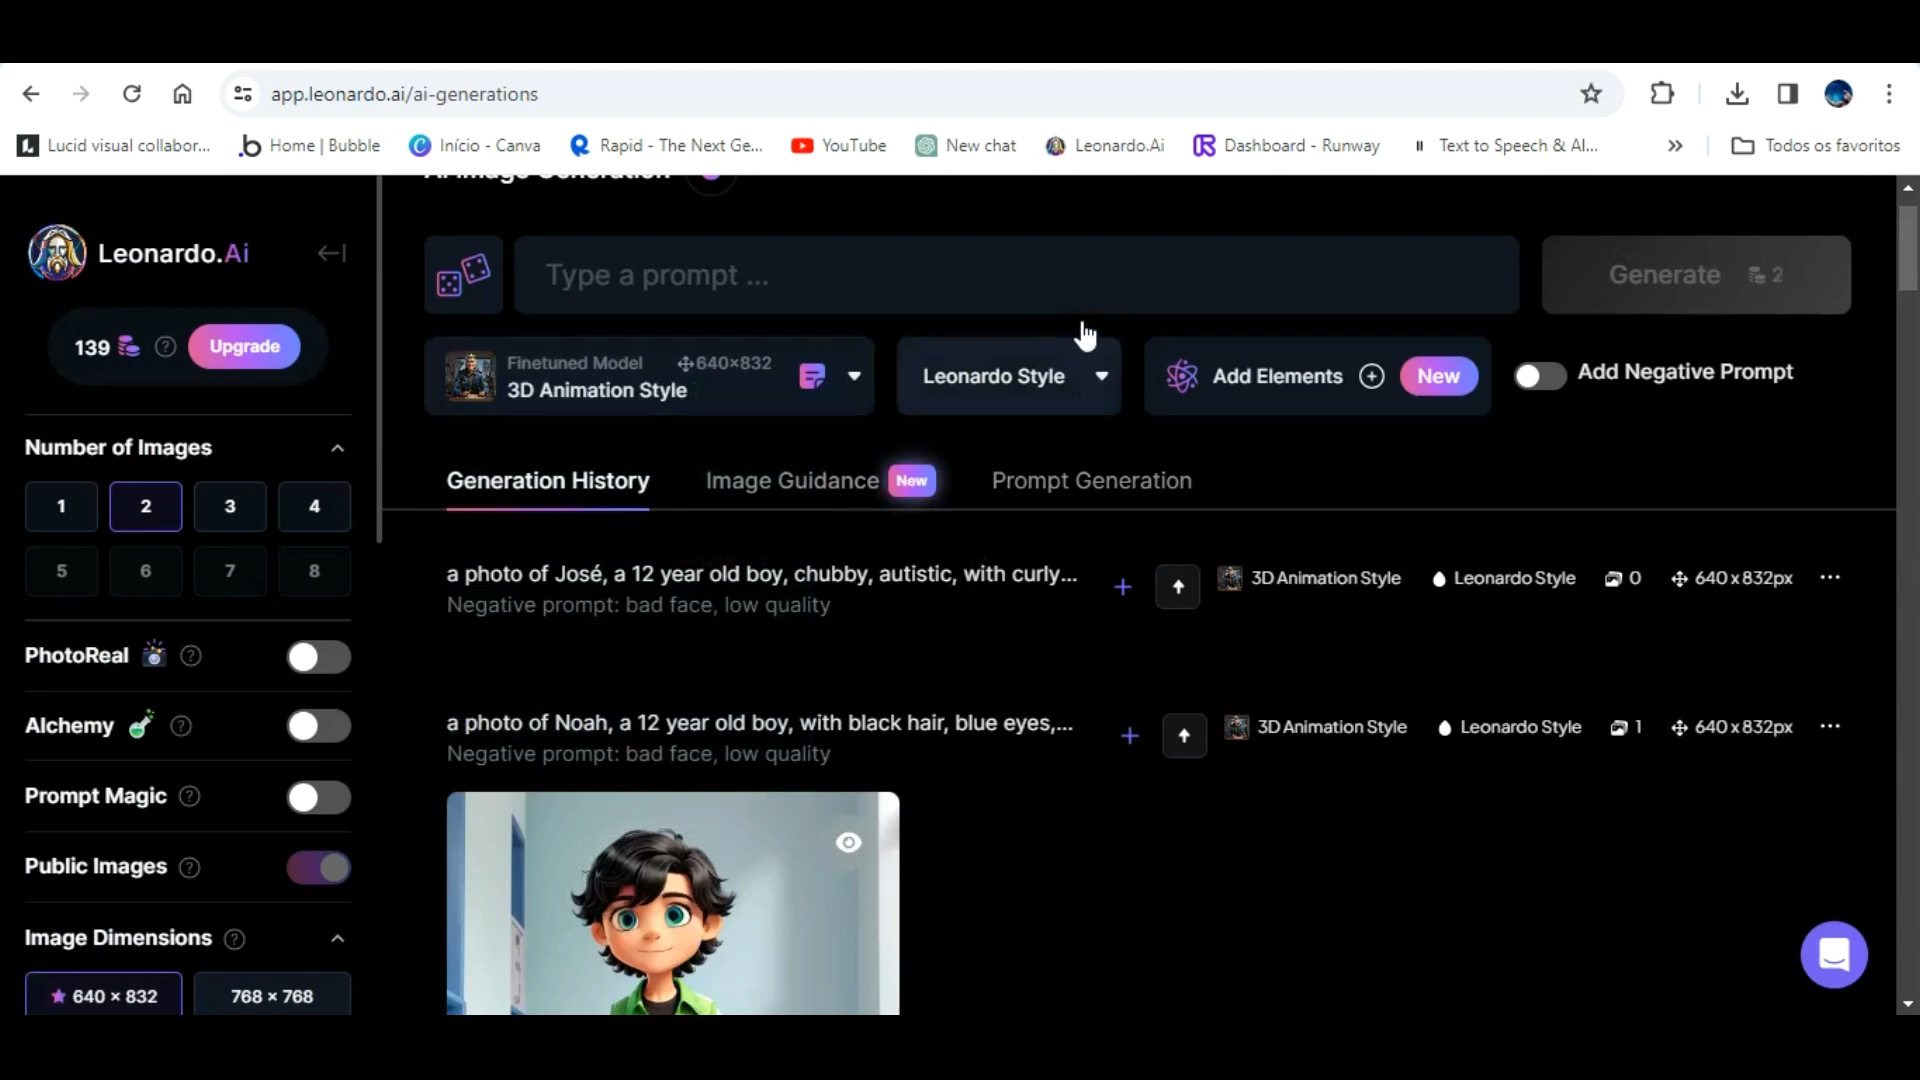 app.leonardo.ai/ai-generations
Lucid visual collabor...
Home | Bubble
Início - Canva
Rapid - The Next Ge...
YouTube
New chat
Leonardo.Ai
Dashboard - Runway
Text to Speech & AI...
Todos os favoritos
AI Image Generation
Leonardo.Ai
Type a prompt ...
Generate 2
139 Upgrade
Finetuned Model 640×832
3D Animation Style
Leonardo Style
Add Elements New
Add Negative Prompt
Number of Images
1 2 3 4
5 6 7 8
Generation History
Image Guidance New
Prompt Generation
a photo of José, a 12 year old boy, chubby, autistic, with curly...
Negative prompt: bad face, low quality
3D Animation Style Leonardo Style 0 640 x 832px
PhotoReal
Alchemy
Prompt Magic
Public Images
Image Dimensions
640 × 832 768 × 768
a photo of Noah, a 12 year old boy, with black hair, blue eyes,...
Negative prompt: bad face, low quality
3D Animation Style Leonardo Style 1 640 x 832px